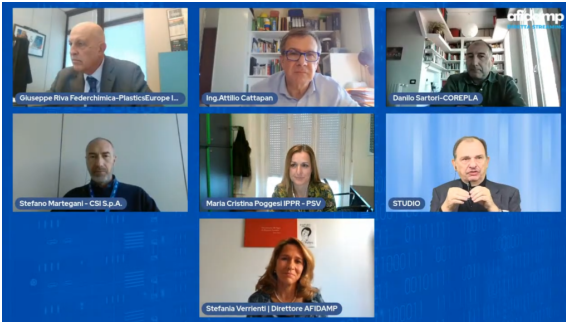 afidamp
Giuseppe Riva Federchimica-PlasticsEurope I...
Ing.Attilio Cattapan
Danilo Sartori-COREPLA
Stefano Martegani - CSI S.p.A.
Maria Cristina Poggesi IPPR - PSV
STUDIO
Stefania Verrienti | Direttore AFIDAMP